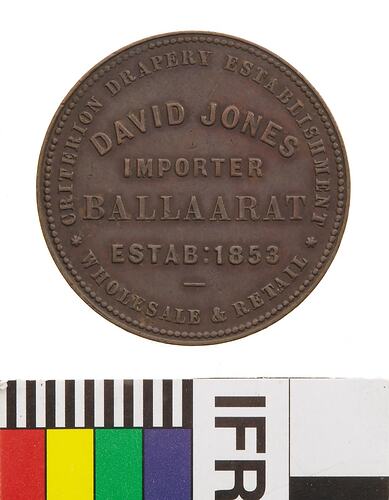 CRITERION DRAPERY ESTABLISHMENT
DAVID JONES
IMPORTER
BALLAARAT
ESTAB: 1853
* WHOLESALE & RETAIL *
IFR